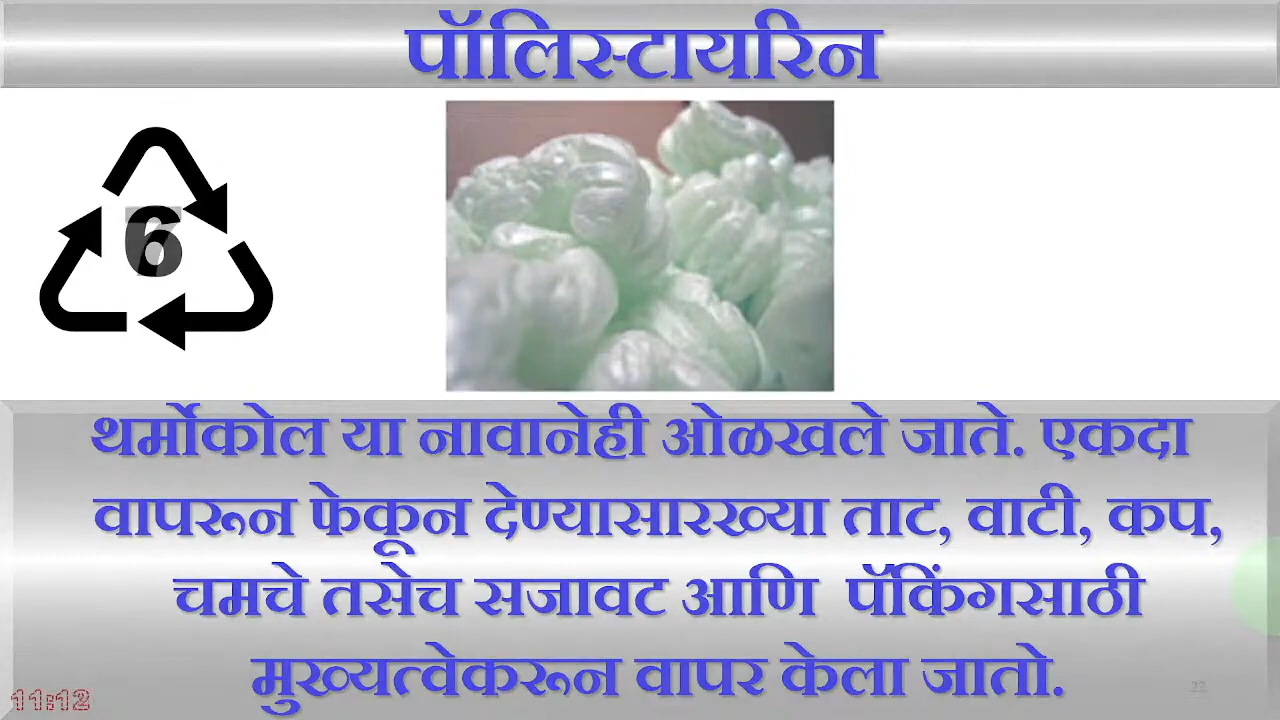 पॉलिस्टायरिन
6
थर्मोकोल या नावानेही ओळखले जाते. एकदा
वापरून फेकून देण्यासारख्या ताट, वाटी, कप,
चमचे तसेच सजावट आणि पॅकिंगसाठी
मुख्यत्वेकरून वापर केला जातो.
11:12
22